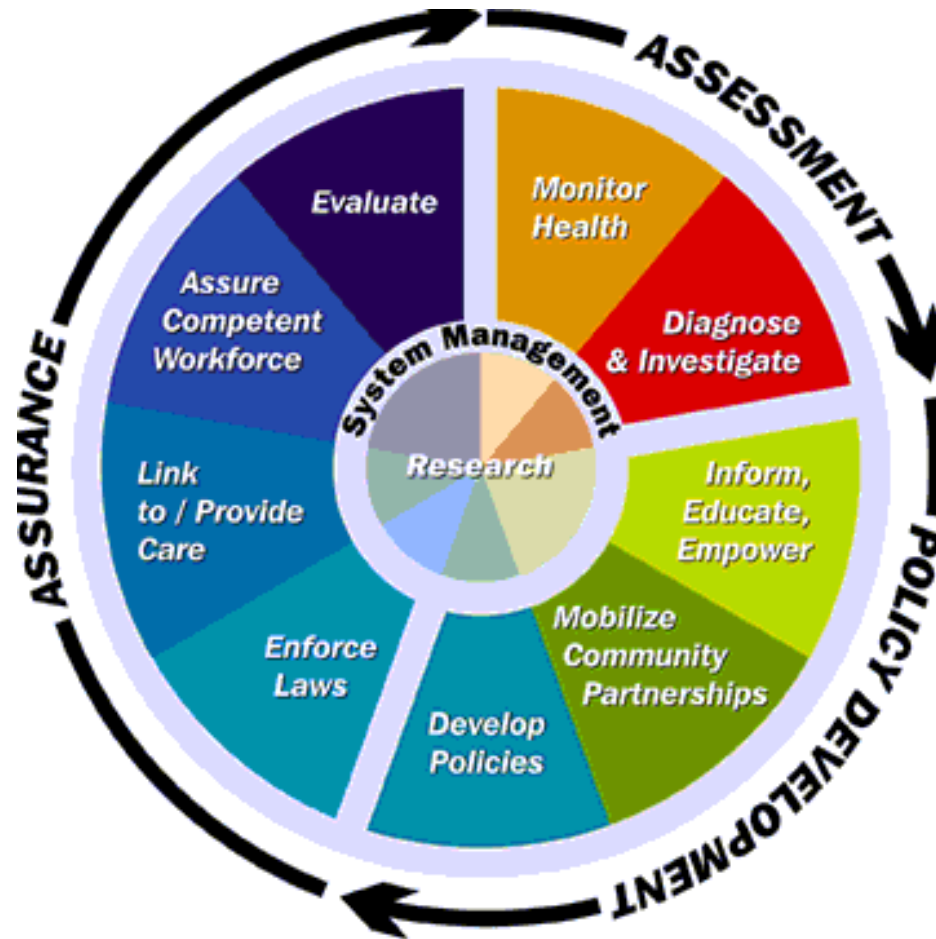 ASSESSMENT
POLICY DEVELOPMENT
ASSURANCE
Monitor
Health
Diagnose
& Investigate
Inform,
Educate,
Empower
Mobilize
Community
Partnerships
Develop
Policies
Enforce
Laws
Link
to / Provide
Care
Assure
Competent
Workforce
Evaluate
System Management
Research